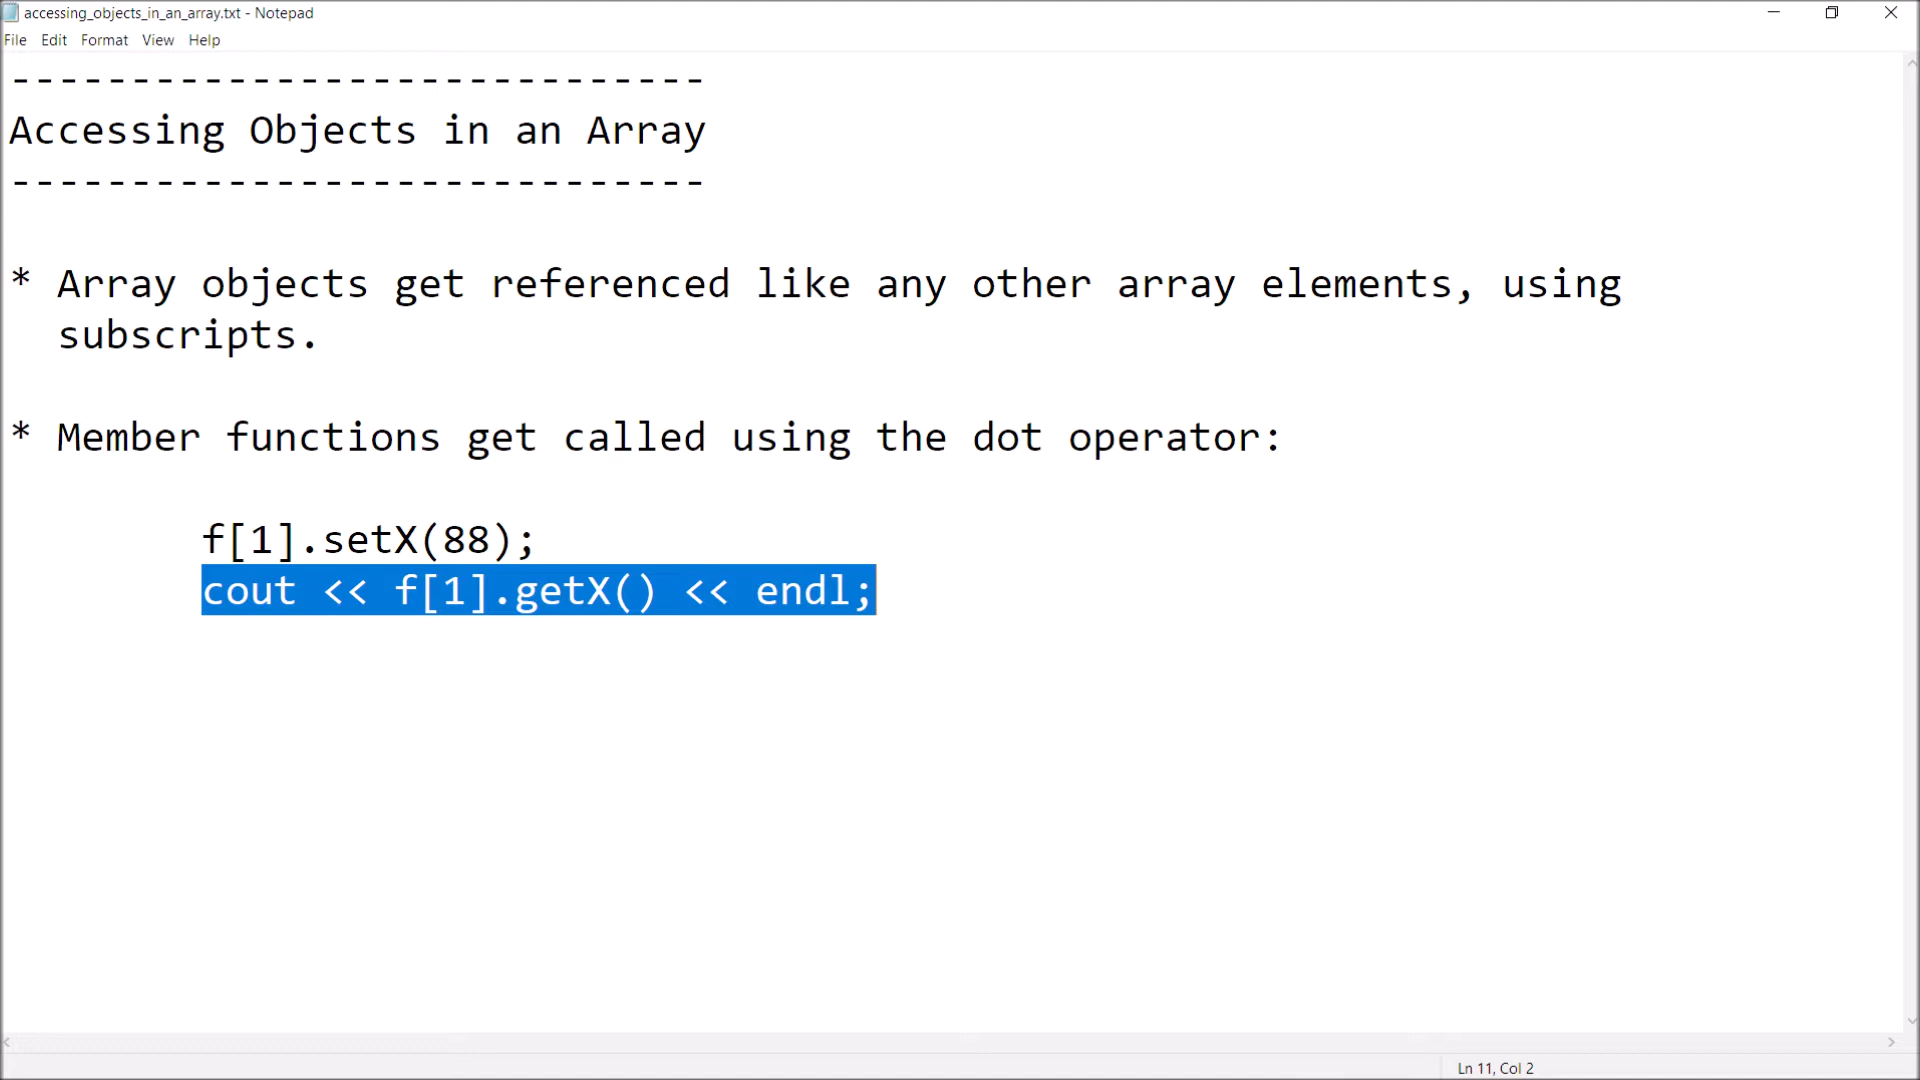 accessing_objects_in_an_array.txt - Notepad
File Edit Format View Help
-----------------------------
Accessing Objects in an Array
-----------------------------
* Array objects get referenced like any other array elements, using
subscripts.
* Member functions get called using the dot operator:
f[1].setX(88);
cout << f[1].getX() << endl;
Ln 11, Col 2